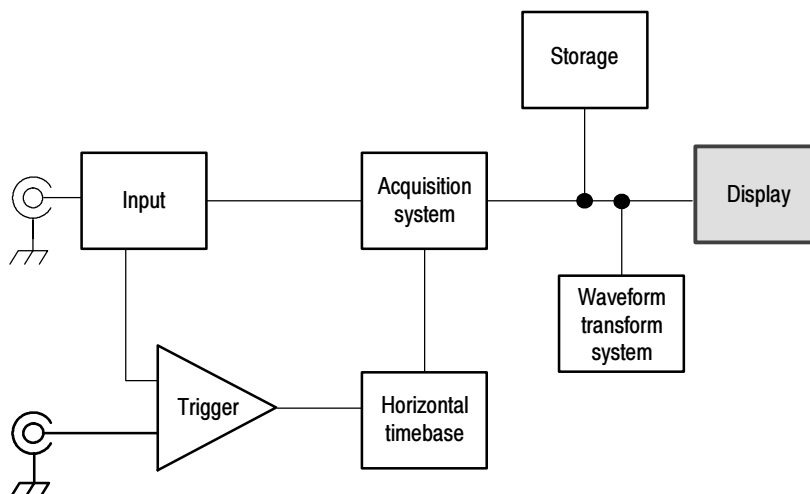 Storage
Input
Acquisition
system
Display
Waveform
transform
system
Trigger
Horizontal
timebase